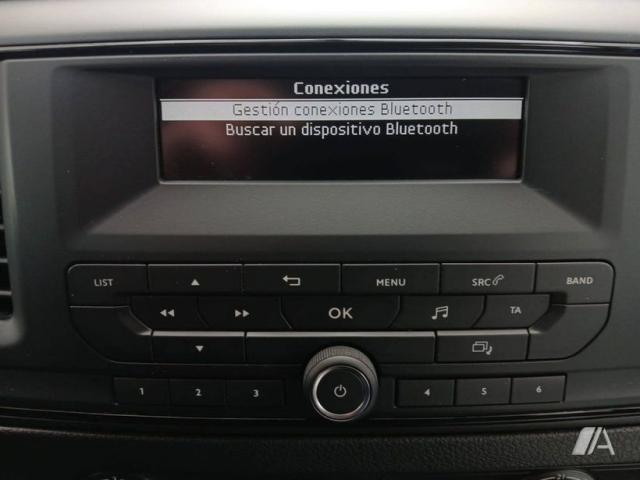 Conexiones
Gestión conexiones Bluetooth
Buscar un dispositivo Bluetooth
LIST
MENU
SRC
BAND
OK
TA
1 2 3
4 5 6